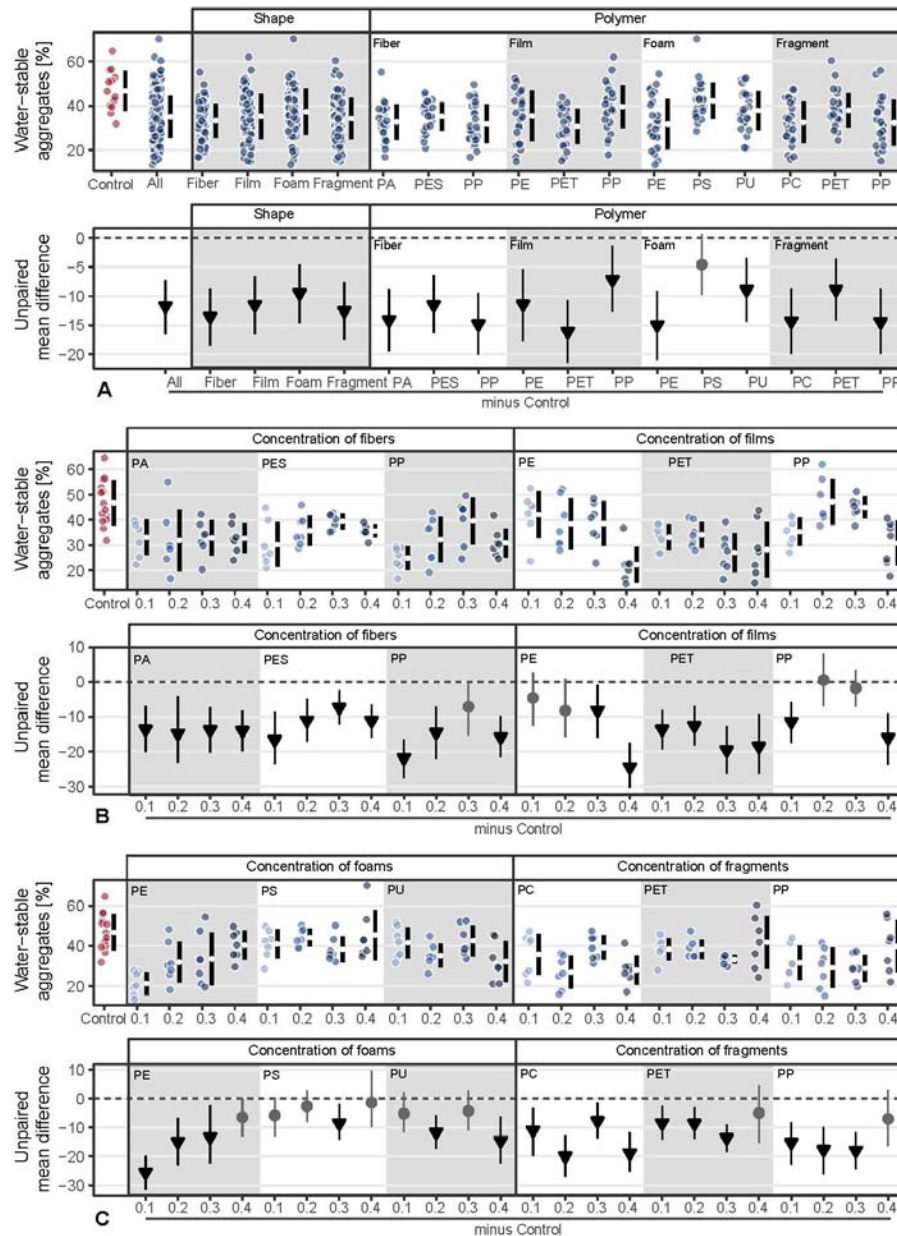 Shape Polymer
Water-stable aggregates [%]
60
40
20
Fiber Film Foam Fragment
Control All Fiber Film Foam Fragment PA PES PP PE PET PP PE PS PU PC PET PP
Shape Polymer
Unpaired mean difference
0
-5
-10
-15
-20
Fiber Film Foam Fragment
All Fiber Film Foam Fragment PA PES PP PE PET PP PE PS PU PC PET PP
A
minus Control
Concentration of fibers Concentration of films
Water-stable aggregates [%]
60
50
40
30
20
PA PES PP PE PET PP
Control 0.1 0.2 0.3 0.4 0.1 0.2 0.3 0.4 0.1 0.2 0.3 0.4 0.1 0.2 0.3 0.4 0.1 0.2 0.3 0.4 0.1 0.2 0.3 0.4
Concentration of fibers Concentration of films
Unpaired mean difference
10
0
-10
-20
-30
PA PES PP PE PET PP
0.1 0.2 0.3 0.4 0.1 0.2 0.3 0.4 0.1 0.2 0.3 0.4 0.1 0.2 0.3 0.4 0.1 0.2 0.3 0.4 0.1 0.2 0.3 0.4
B
minus Control
Concentration of foams Concentration of fragments
Water-stable aggregates [%]
60
40
20
PE PS PU PC PET PP
Control 0.1 0.2 0.3 0.4 0.1 0.2 0.3 0.4 0.1 0.2 0.3 0.4 0.1 0.2 0.3 0.4 0.1 0.2 0.3 0.4 0.1 0.2 0.3 0.4
Concentration of foams Concentration of fragments
Unpaired mean difference
10
0
-10
-20
-30
PE PS PU PC PET PP
0.1 0.2 0.3 0.4 0.1 0.2 0.3 0.4 0.1 0.2 0.3 0.4 0.1 0.2 0.3 0.4 0.1 0.2 0.3 0.4 0.1 0.2 0.3 0.4
C
minus Control